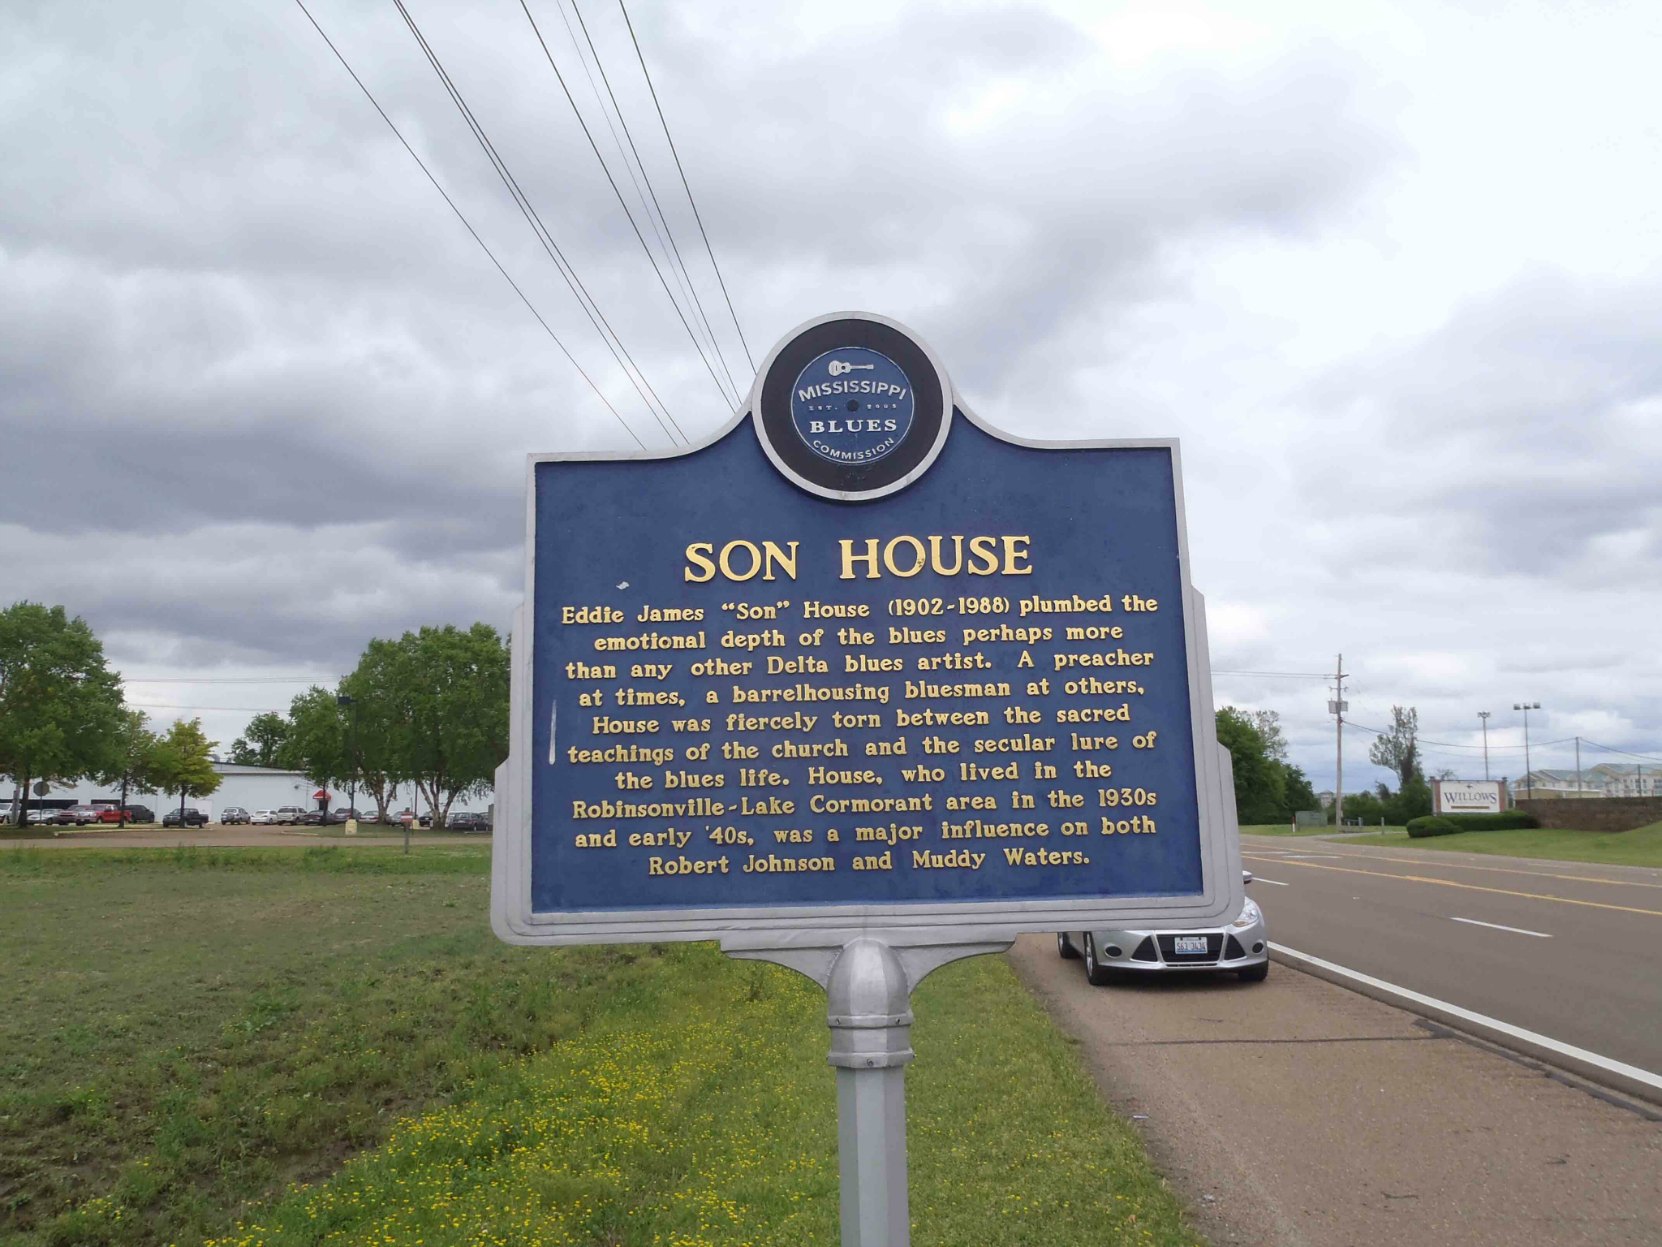 MISSISSIPPI
EST. 2005
BLUES
COMMISSION
SON HOUSE
Eddie James “Son” House (1902-1988) plumbed the
emotional depth of the blues perhaps more
than any other Delta blues artist. A preacher
at times, a barrelhousing bluesman at others,
House was fiercely torn between the sacred
teachings of the church and the secular lure of
the blues life. House, who lived in the
Robinsonville-Lake Cormorant area in the 1930s
and early '40s, was a major influence on both
Robert Johnson and Muddy Waters.
WILLOWS